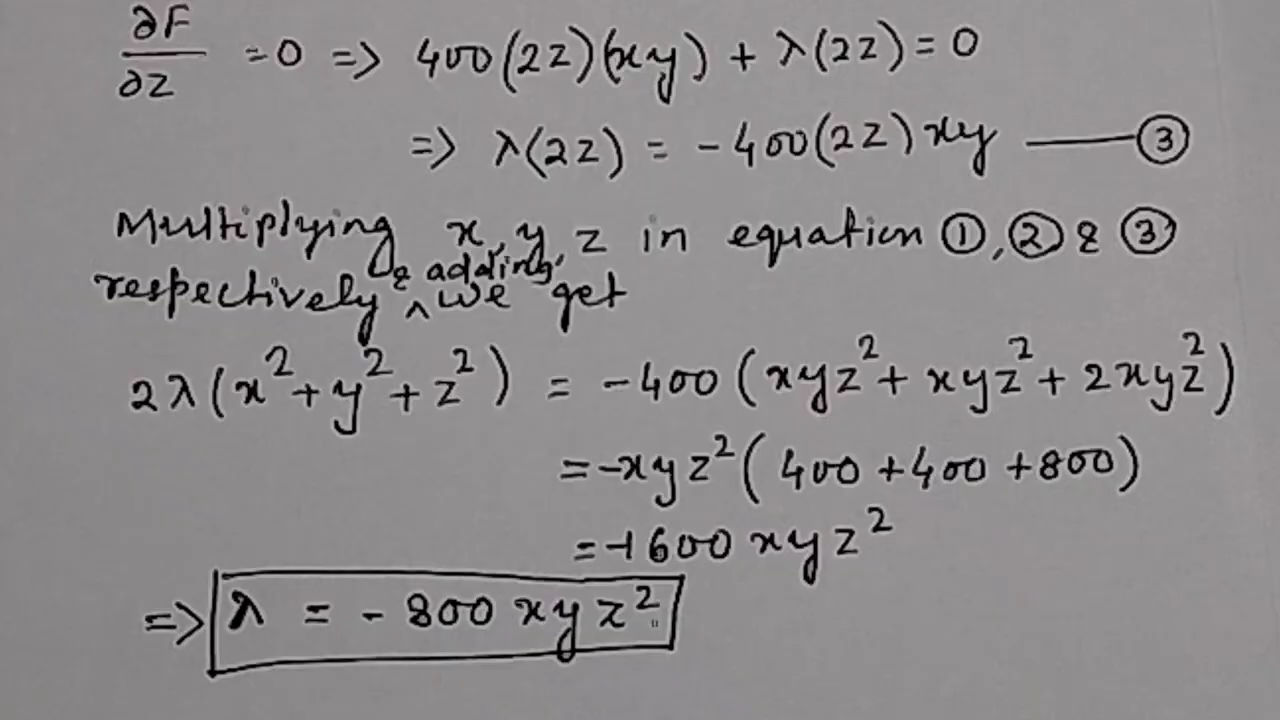 ∂F/∂z = 0 => 400(2z)(xy) + λ(2z) = 0
=> λ(2z) = -400(2z)xy —— ③
Multiplying x, y, z in equation ①, ② & ③
respectively & adding, we get
2λ(x² + y² + z²) = -400(xyz² + xyz² + 2xyz²)
= -xyz²(400 + 400 + 800)
= -1600 xyz²
=> λ = -800 xyz²